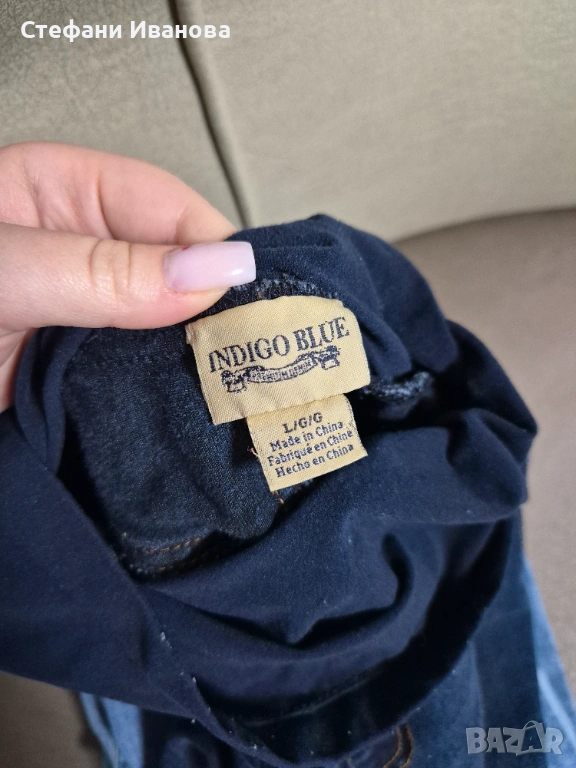 Стефани Иванова
INDIGO BLUE
PREMIUM DENIM
L/G/G
Made in China
Fabriqué en Chine
Hecho en China
BAZAR